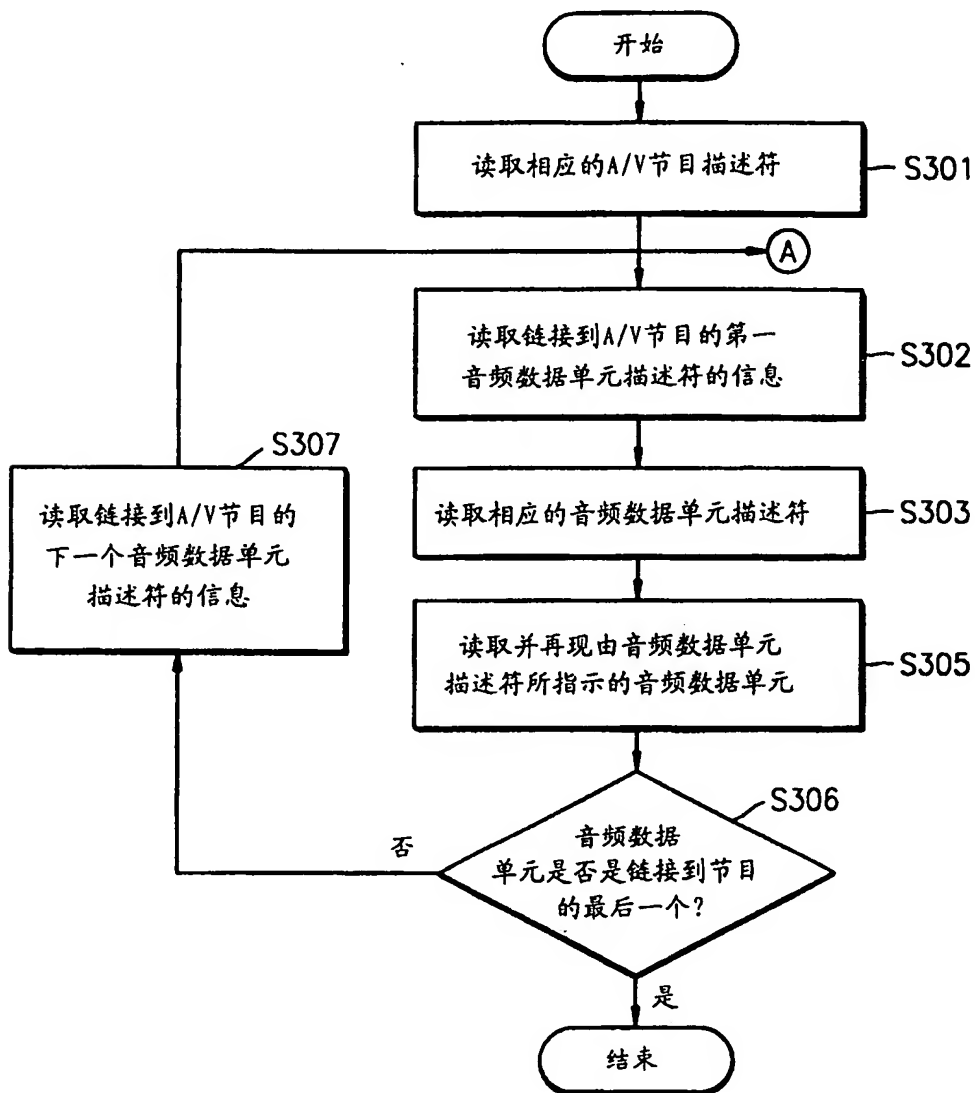 开始
读取相应的A/V节目描述符
S301
A
读取链接到A/V节目的第一
音频数据单元描述符的信息
S302
S307
读取链接到A/V节目的
下一个音频数据单元
描述符的信息
读取相应的音频数据单元描述符
S303
读取并再现由音频数据单元
描述符所指示的音频数据单元
S305
S306
音频数据
单元是否是链接到节目
的最后一个?
否
是
结束